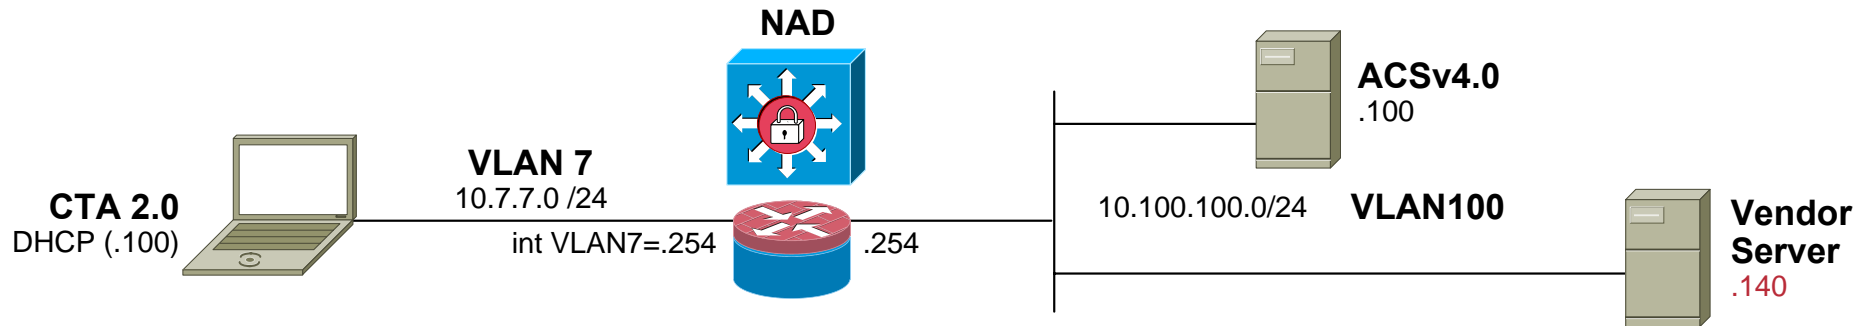 NAD
ACSv4.0
.100
VLAN 7
10.7.7.0 /24
CTA 2.0
DHCP (.100)
int VLAN7=.254
.254
10.100.100.0/24
VLAN100
Vendor
Server
.140